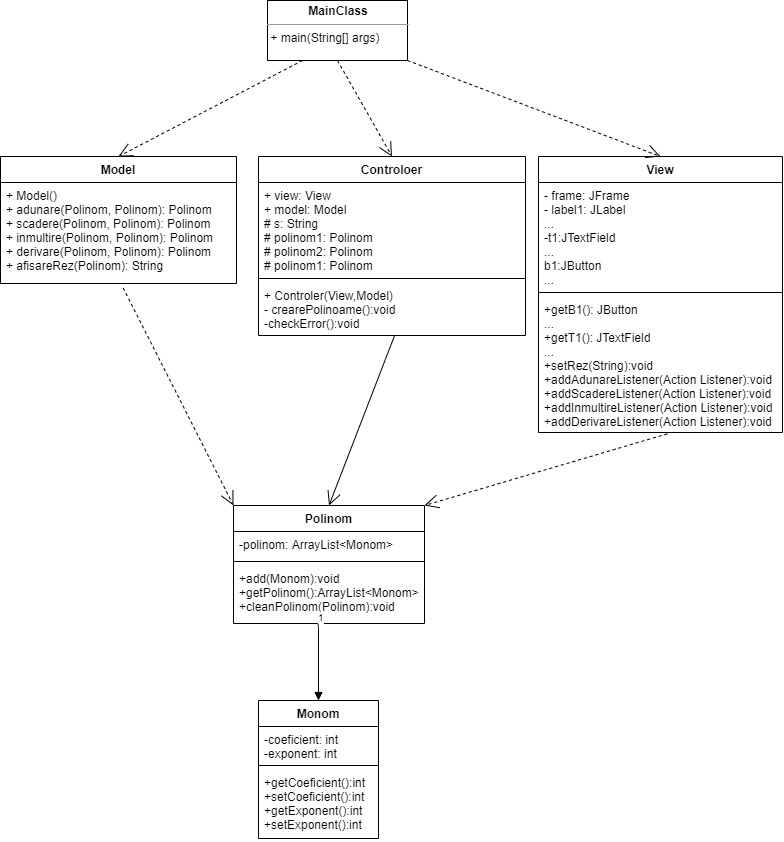 MainClass
+ main(String[] args)
Model
+ Model()
+ adunare(Polinom, Polinom): Polinom
+ scadere(Polinom, Polinom): Polinom
+ inmultire(Polinom, Polinom): Polinom
+ derivare(Polinom, Polinom): Polinom
+ afisareRez(Polinom): String
Controloer
+ view: View
+ model: Model
# s: String
# polinom1: Polinom
# polinom2: Polinom
# polinom1: Polinom
+ Controler(View,Model)
- crearePolinoame():void
-checkError():void
View
- frame: JFrame
- label1: JLabel
...
-t1:JTextField
...
b1:JButton
...
+getB1(): JButton
...
+getT1(): JTextField
...
+setRez(String):void
+addAdunareListener(Action Listener):void
+addScadereListener(Action Listener):void
+addInmultireListener(Action Listener):void
+addDerivareListener(Action Listener):void
Polinom
-polinom: ArrayList<Monom>
+add(Monom):void
+getPolinom():ArrayList<Monom>
+cleanPolinom(Polinom):void
1
Monom
-coeficient: int
-exponent: int
+getCoeficient():int
+setCoeficient():int
+getExponent():int
+setExponent():int